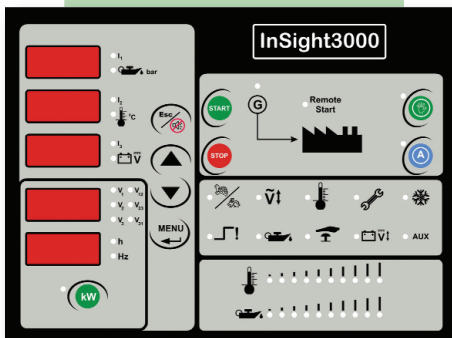 InSight3000
I₁
bar
I₂
°C
I₃
V
V₁ V₁₂
V₂ V₂₃
V₃ V₃₁
h
Hz
kW
Esc
MENU
START
STOP
G
Remote
Start
A
V
!
V
AUX